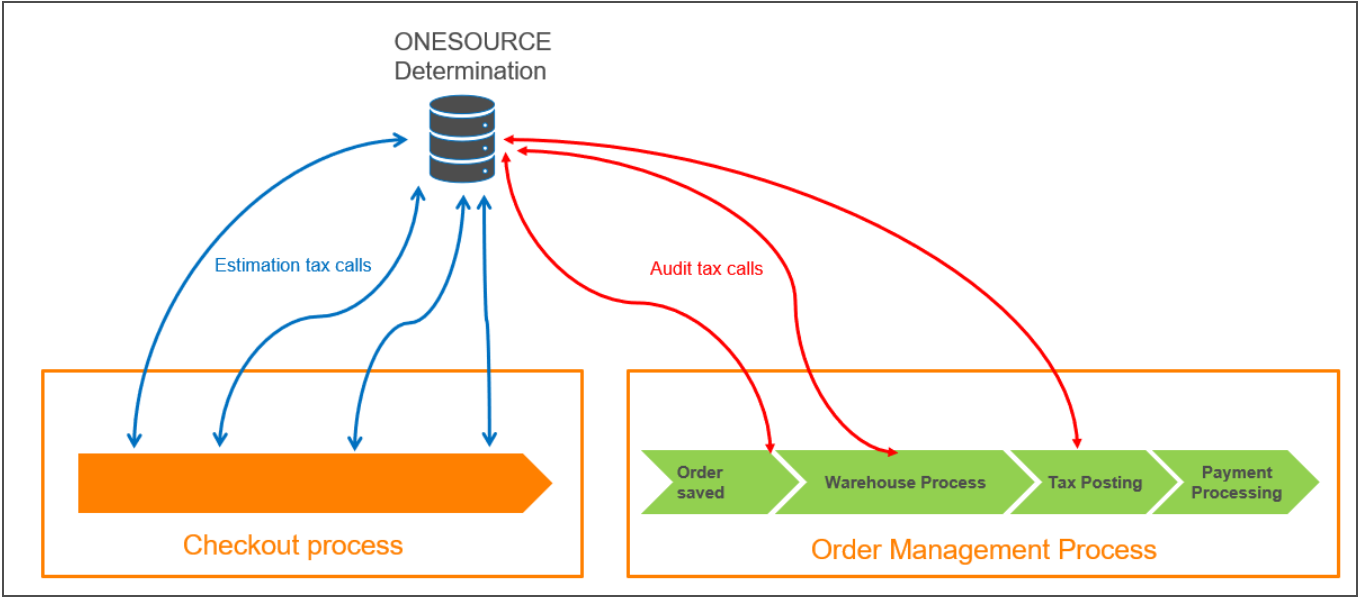 ONESOURCE
Determination
Estimation tax calls
Audit tax calls
Order
saved
Warehouse Process
Tax Posting
Payment
Processing
Checkout process
Order Management Process